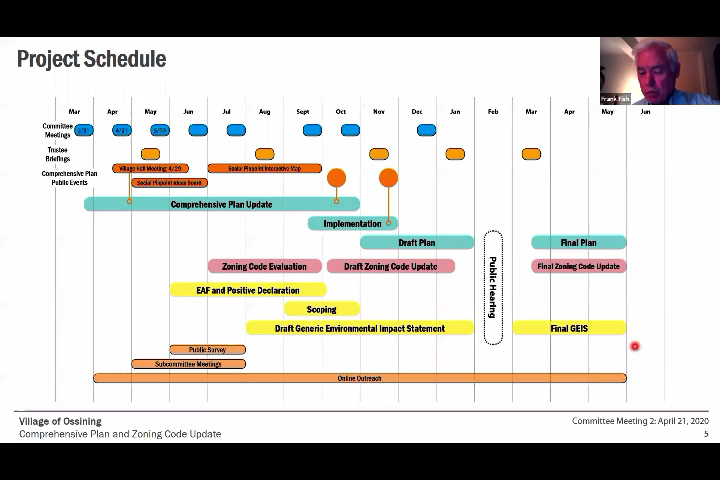 Project Schedule
Frank Fish
Mar Apr May Jun Jul Aug Sept Oct Nov Dec Jan Feb Mar Apr May Jun
Committee
Meetings
3/31 4/21 5/19
Trustee
Briefings
Comprehensive Plan
Public Events
Village Hall Meeting: 4/29
Social Pinpoint Interactive Map
Social Pinpoint Ideas Board
Comprehensive Plan Update
Implementation
Draft Plan
Final Plan
Zoning Code Evaluation
Draft Zoning Code Update
Final Zoning Code Update
Public Hearing
EAF and Positive Declaration
Scoping
Draft Generic Environmental Impact Statement
Final GEIS
Public Survey
Subcommittee Meetings
Online Outreach
Village of Ossining
Committee Meeting 2: April 21, 2020
Comprehensive Plan and Zoning Code Update
5